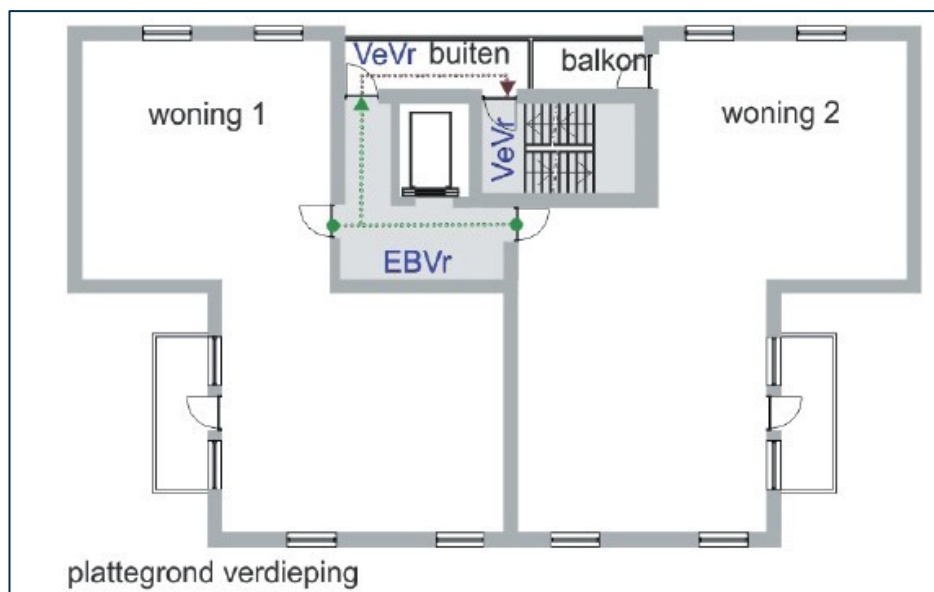 VeVr buiten
balkon
woning 1
woning 2
VeVr
EBVr
plattegrond verdieping